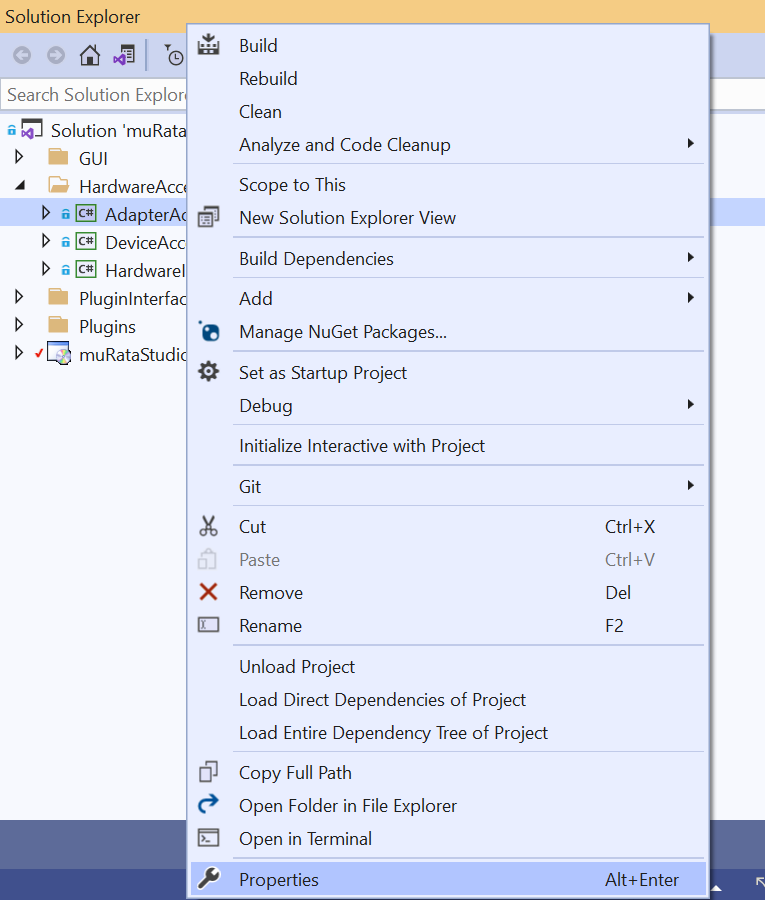 Solution Explorer
Search Solution Explore
Solution 'muRata
GUI
HardwareAcce
C# AdapterAc
C# DeviceAcc
C# HardwareI
PluginInterfac
Plugins
muRataStudio
Build
Rebuild
Clean
Analyze and Code Cleanup
Scope to This
New Solution Explorer View
Build Dependencies
Add
Manage NuGet Packages...
Set as Startup Project
Debug
Initialize Interactive with Project
Git
Cut Ctrl+X
Paste Ctrl+V
Remove Del
Rename F2
Unload Project
Load Direct Dependencies of Project
Load Entire Dependency Tree of Project
Copy Full Path
Open Folder in File Explorer
Open in Terminal
Properties Alt+Enter